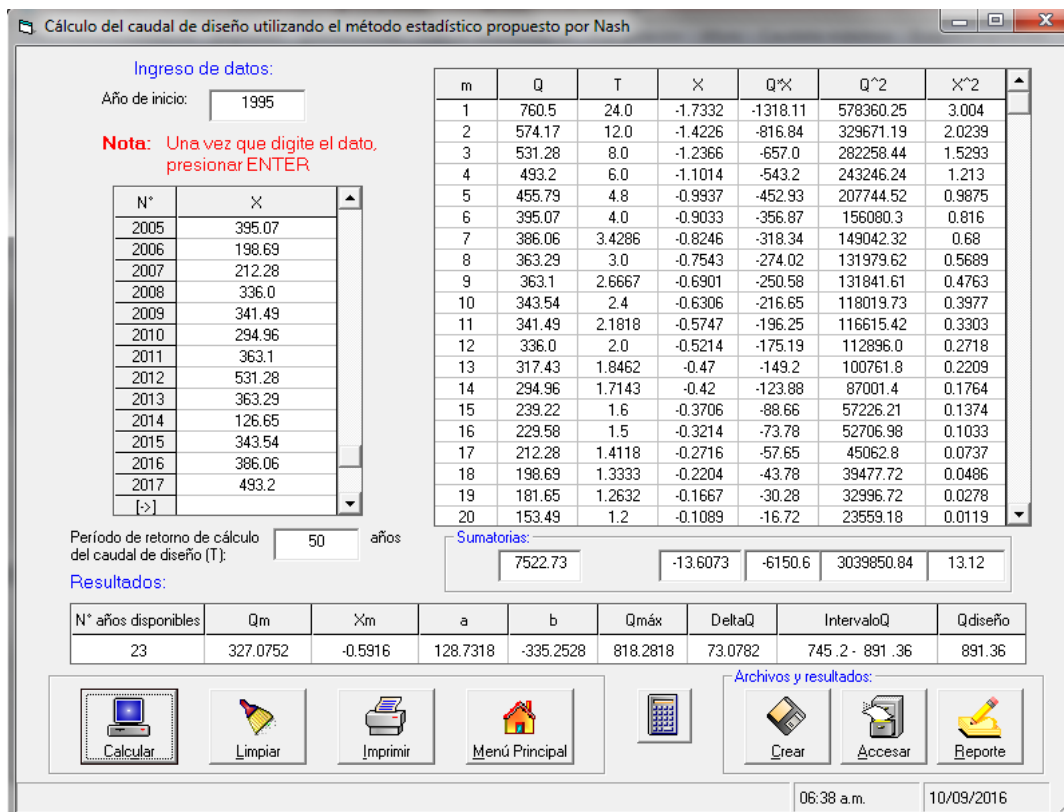 Cálculo del caudal de diseño utilizando el método estadístico propuesto por Nash
Ingreso de datos:
Año de inicio: 1995
Nota: Una vez que digite el dato,
presionar ENTER
N° X
2005 395.07
2006 198.69
2007 212.28
2008 336.0
2009 341.49
2010 294.96
2011 363.1
2012 531.28
2013 363.29
2014 126.65
2015 343.54
2016 386.06
2017 493.2
[->]
m Q T X Q*X Q^2 X^2
1 760.5 24.0 -1.7332 -1318.11 578360.25 3.004
2 574.17 12.0 -1.4226 -816.84 329671.19 2.0239
3 531.28 8.0 -1.2366 -657.0 282258.44 1.5293
4 493.2 6.0 -1.1014 -543.2 243246.24 1.213
5 455.79 4.8 -0.9937 -452.93 207744.52 0.9875
6 395.07 4.0 -0.9033 -356.87 156080.3 0.816
7 386.06 3.4286 -0.8246 -318.34 149042.32 0.68
8 363.29 3.0 -0.7543 -274.02 131979.62 0.5689
9 363.1 2.6667 -0.6901 -250.58 131841.61 0.4763
10 343.54 2.4 -0.6306 -216.65 118019.73 0.3977
11 341.49 2.1818 -0.5747 -196.25 116615.42 0.3303
12 336.0 2.0 -0.5214 -175.19 112896.0 0.2718
13 317.43 1.8462 -0.47 -149.2 100761.8 0.2209
14 294.96 1.7143 -0.42 -123.88 87001.4 0.1764
15 239.22 1.6 -0.3706 -88.66 57226.21 0.1374
16 229.58 1.5 -0.3214 -73.78 52706.98 0.1033
17 212.28 1.4118 -0.2716 -57.65 45062.8 0.0737
18 198.69 1.3333 -0.2204 -43.78 39477.72 0.0486
19 181.65 1.2632 -0.1667 -30.28 32996.72 0.0278
20 153.49 1.2 -0.1089 -16.72 23559.18 0.0119
Período de retorno de cálculo
del caudal de diseño (T): 50 años
Sumatorias:
7522.73 -13.6073 -6150.6 3039850.84 13.12
Resultados:
N° años disponibles Qm Xm a b Qmáx DeltaQ IntervaloQ Qdiseño
23 327.0752 -0.5916 128.7318 -335.2528 818.2818 73.0782 745 .2 - 891 .36 891.36
Calcular Limpiar Imprimir Menú Principal
Archivos y resultados:
Crear Accesar Reporte
06:38 a.m. 10/09/2016